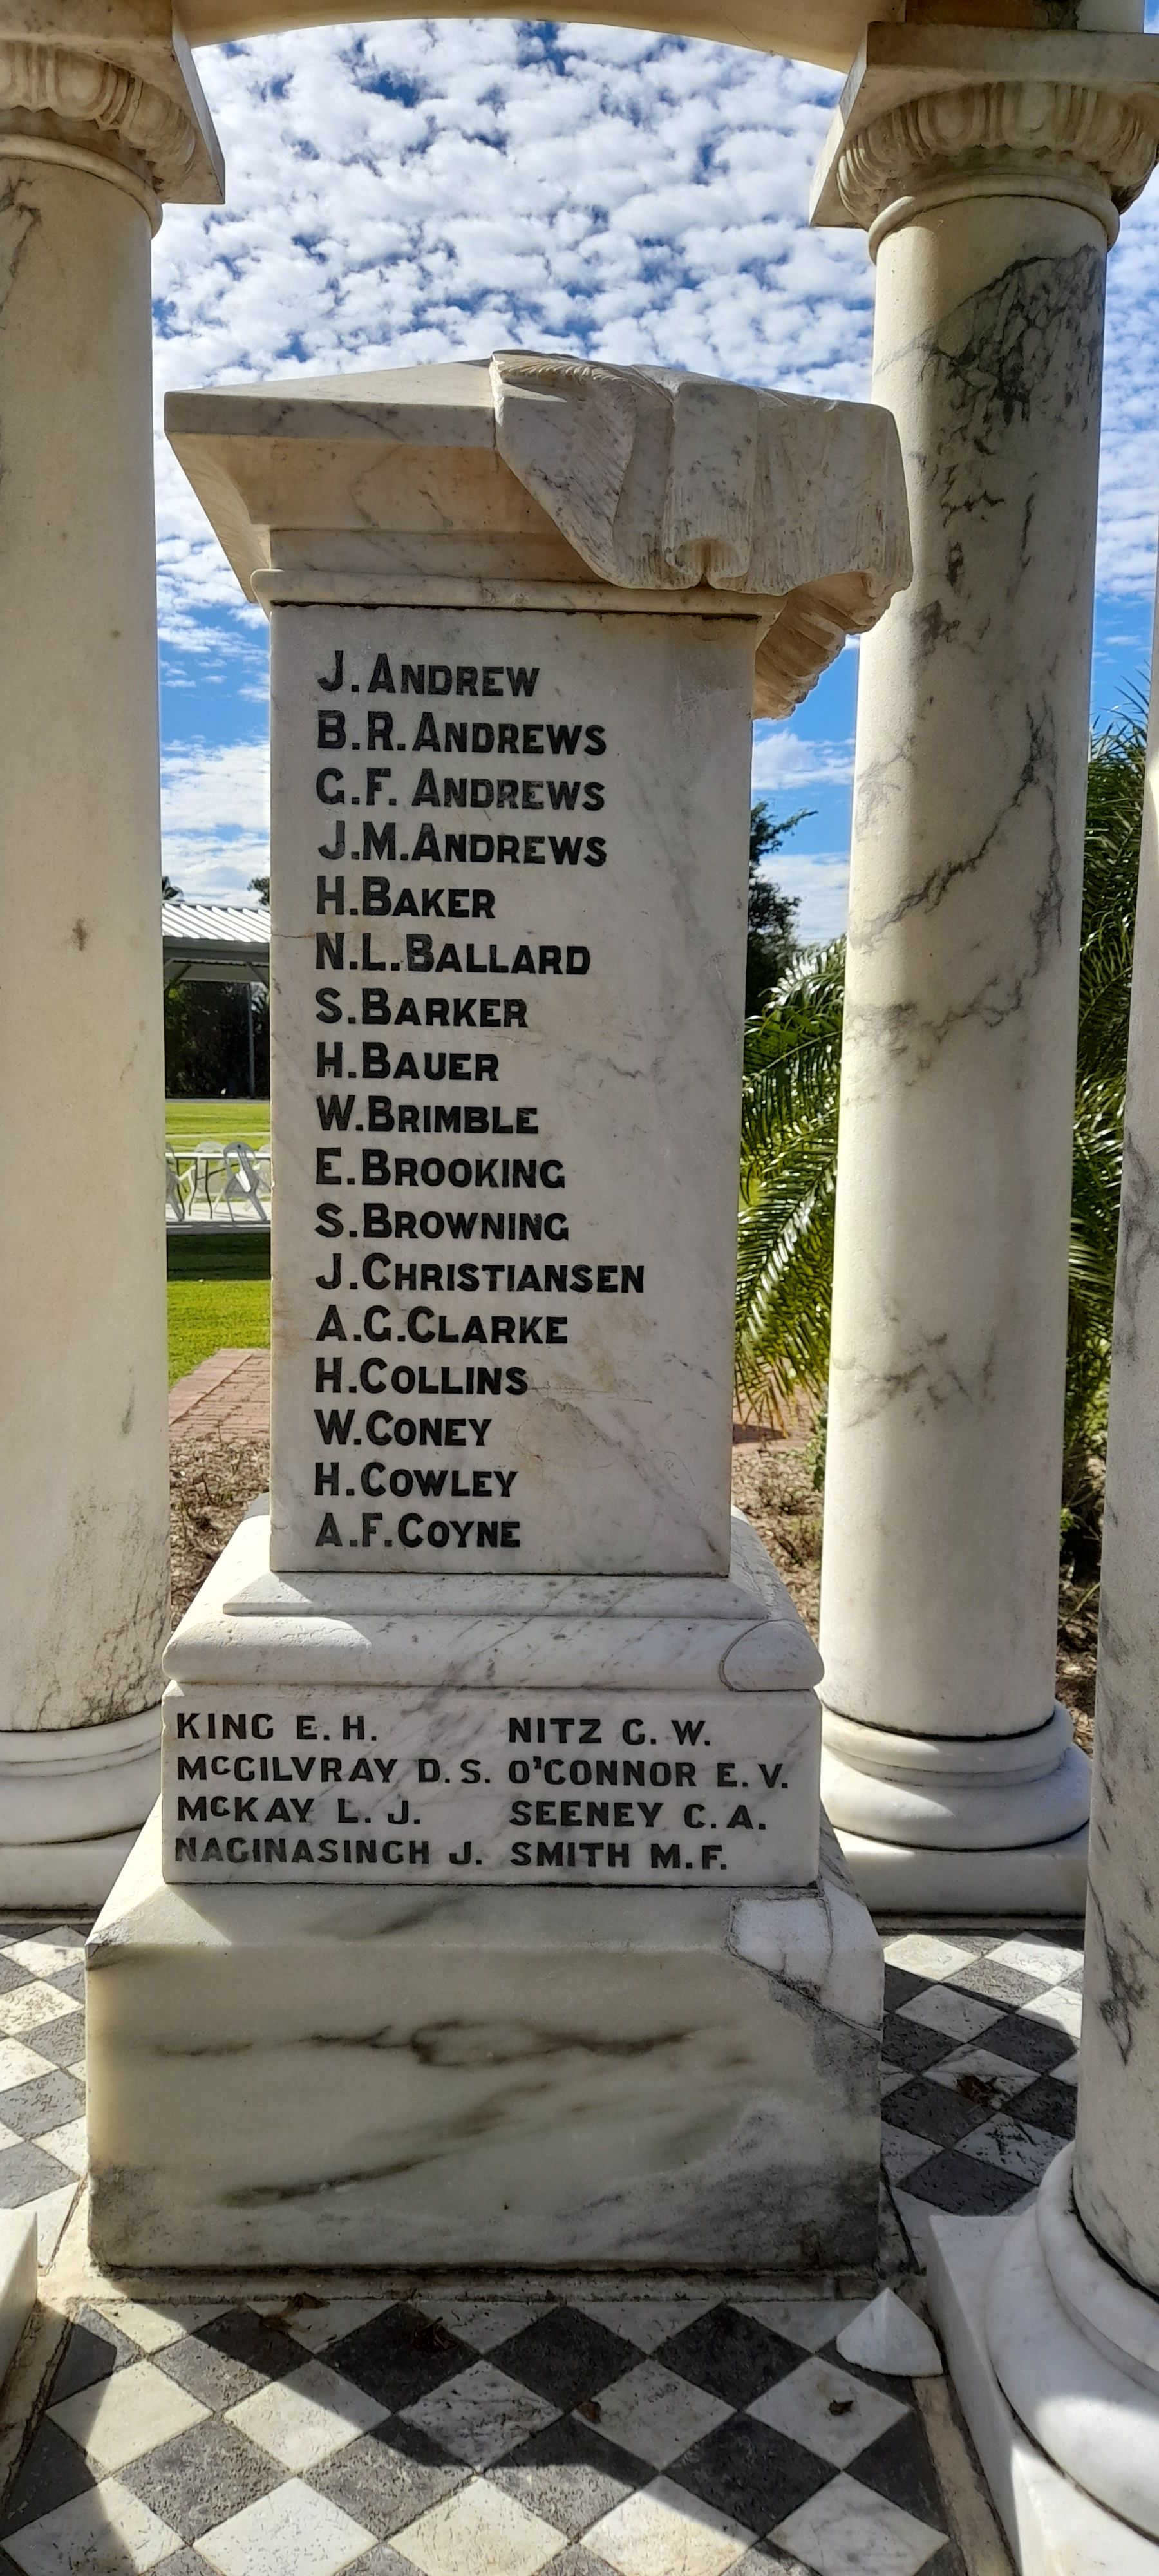 J. ANDREW
B.R. ANDREWS
G.F. ANDREWS
J.M. ANDREWS
H. BAKER
N.L. BALLARD
S. BARKER
H. BAUER
W. BRIMBLE
E. BROOKING
S. BROWNING
J. CHRISTIANSEN
A.G. CLARKE
H. COLLINS
W. CONEY
H. COWLEY
A.F. COYNE
KING E. H.
McGILVRAY D. S.
McKAY L. J.
NAGINASINGH J.
NITZ G. W.
O'CONNOR E. V.
SEENEY C. A.
SMITH M. F.